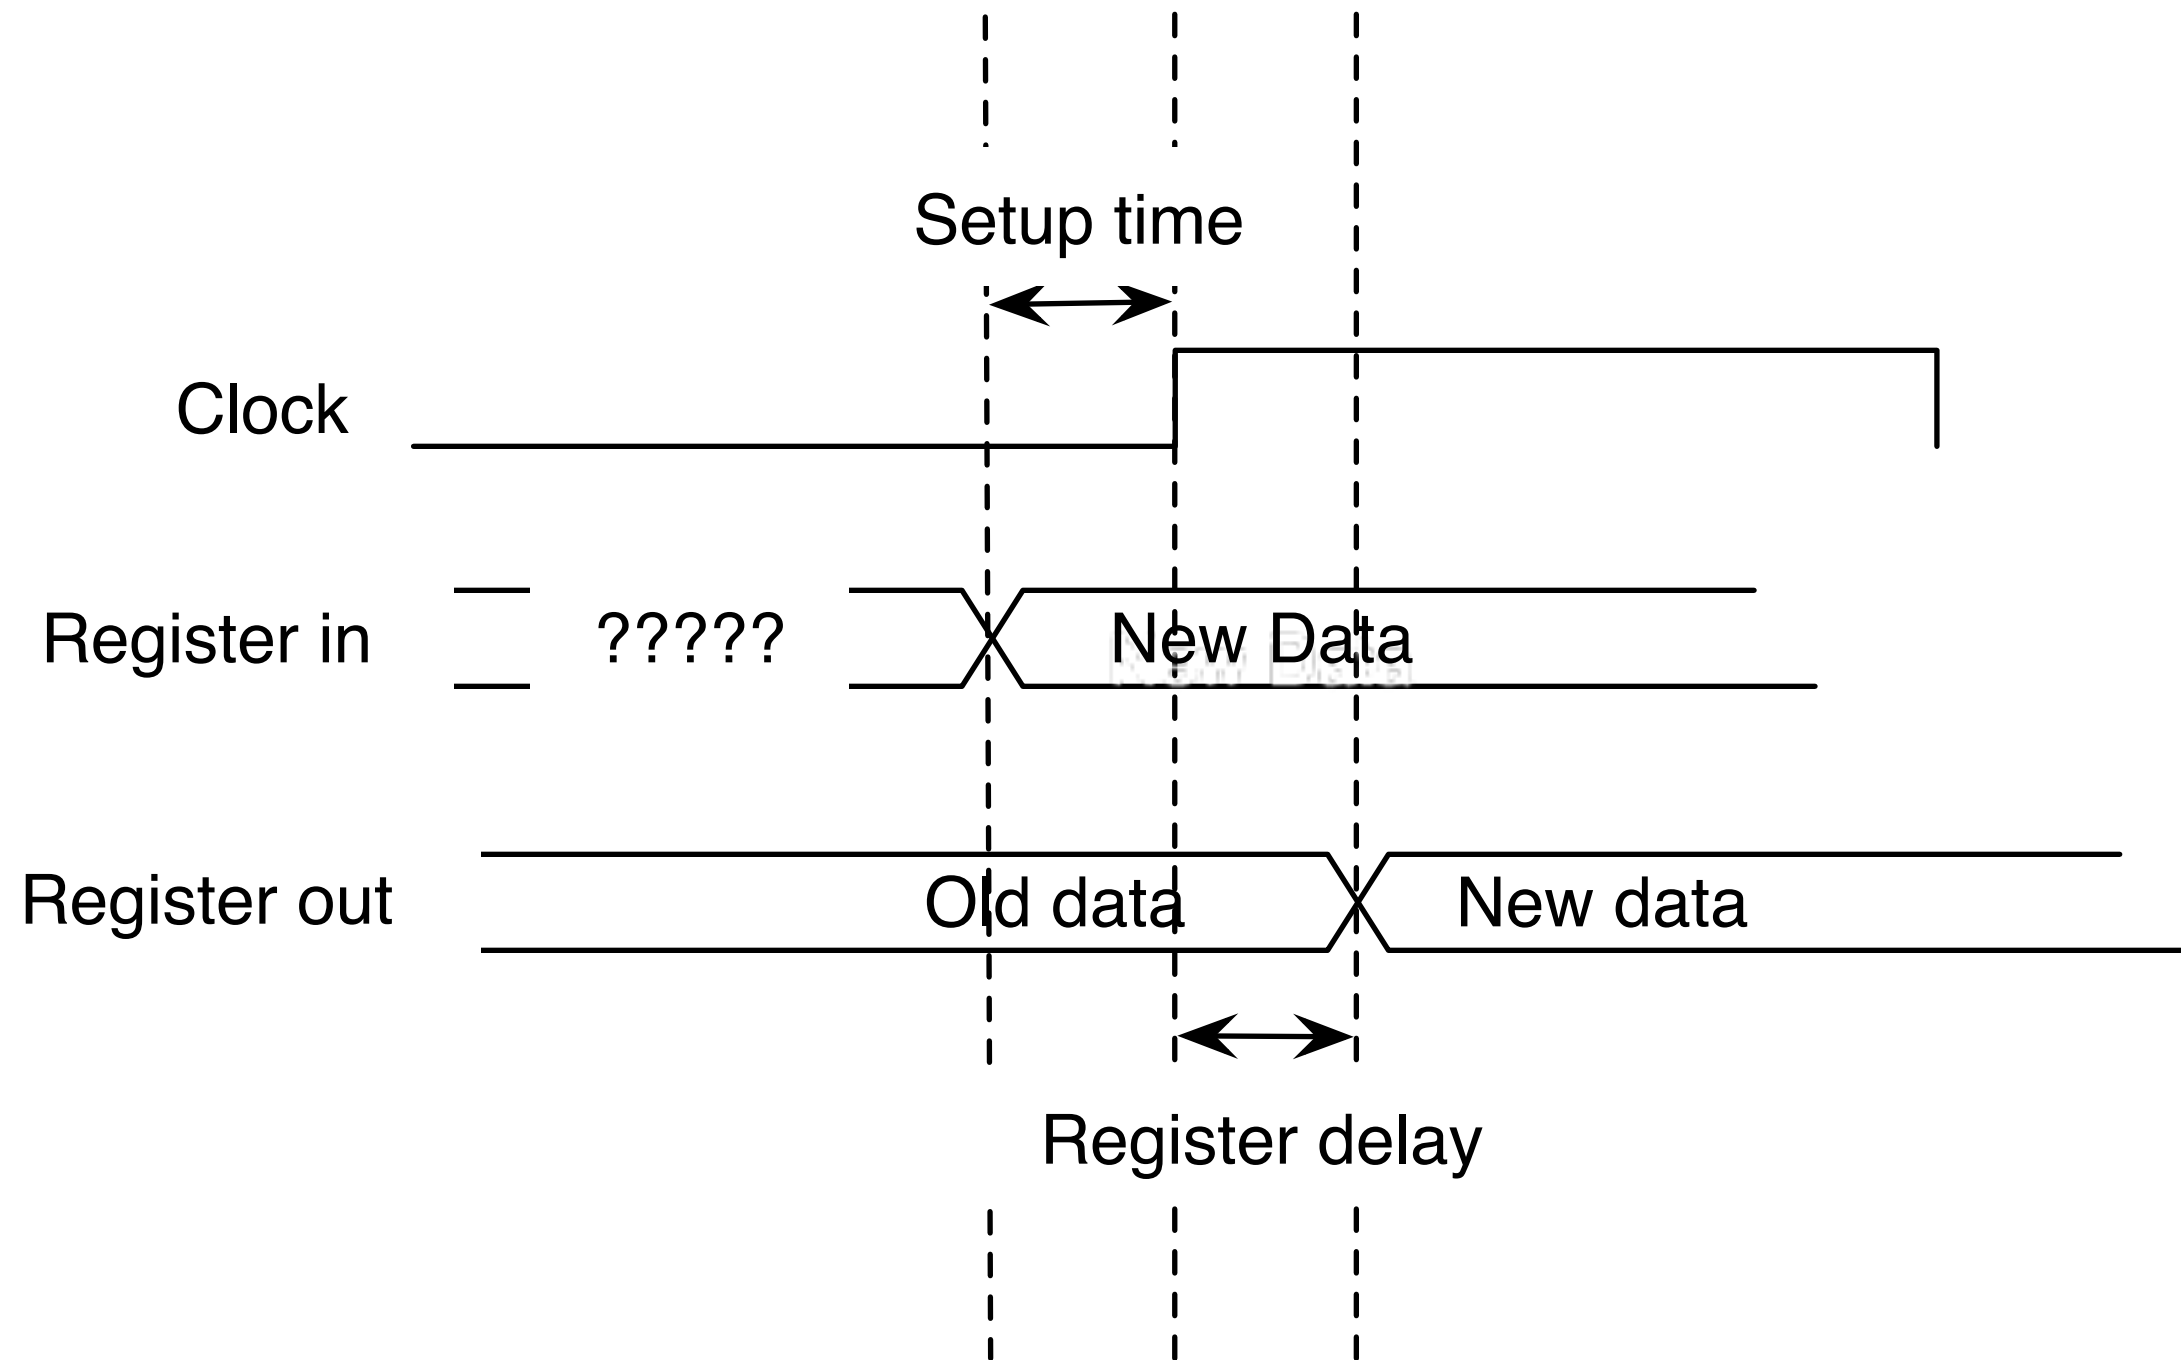 Setup time
Clock
Register in
?????
New Data
Register out
Old data
New data
Register delay